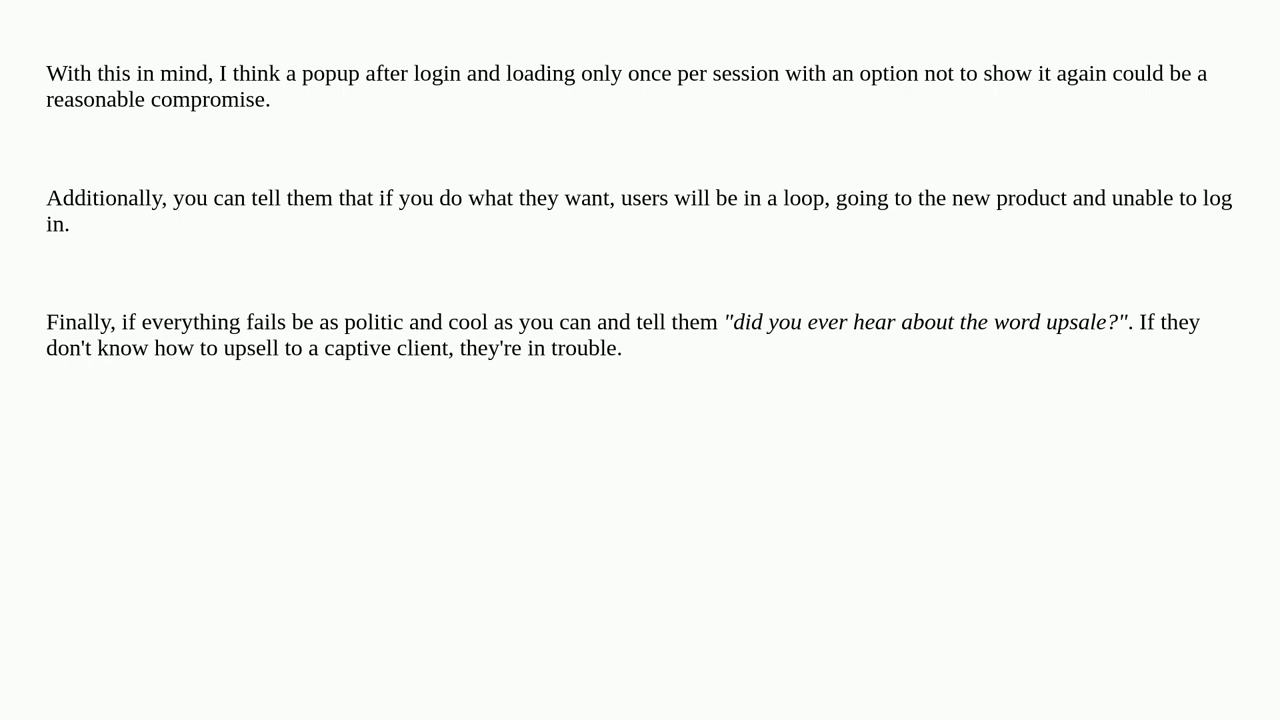 With this in mind, I think a popup after login and loading only once per session with an option not to show it again could be a
reasonable compromise.
Additionally, you can tell them that if you do what they want, users will be in a loop, going to the new product and unable to log
in.
Finally, if everything fails be as politic and cool as you can and tell them "did you ever hear about the word upsale?". If they
don't know how to upsell to a captive client, they're in trouble.